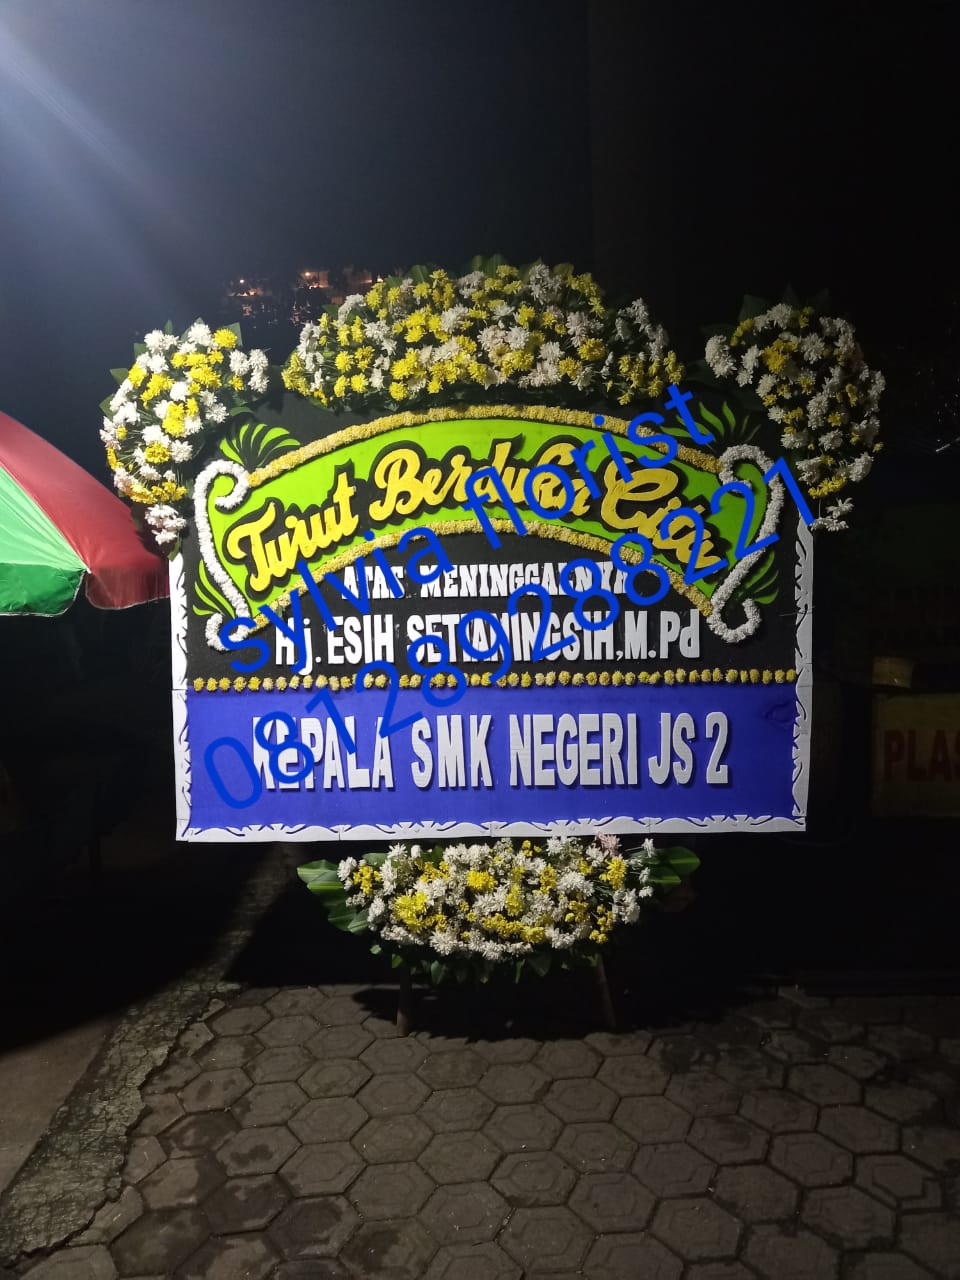 Turut Berduka Cita
ATAS MENINGGALNYA
Hj. ESIH SETIANINGSIH, M.Pd
KEPALA SMK NEGERI JS 2
sylvia florist
081289288221